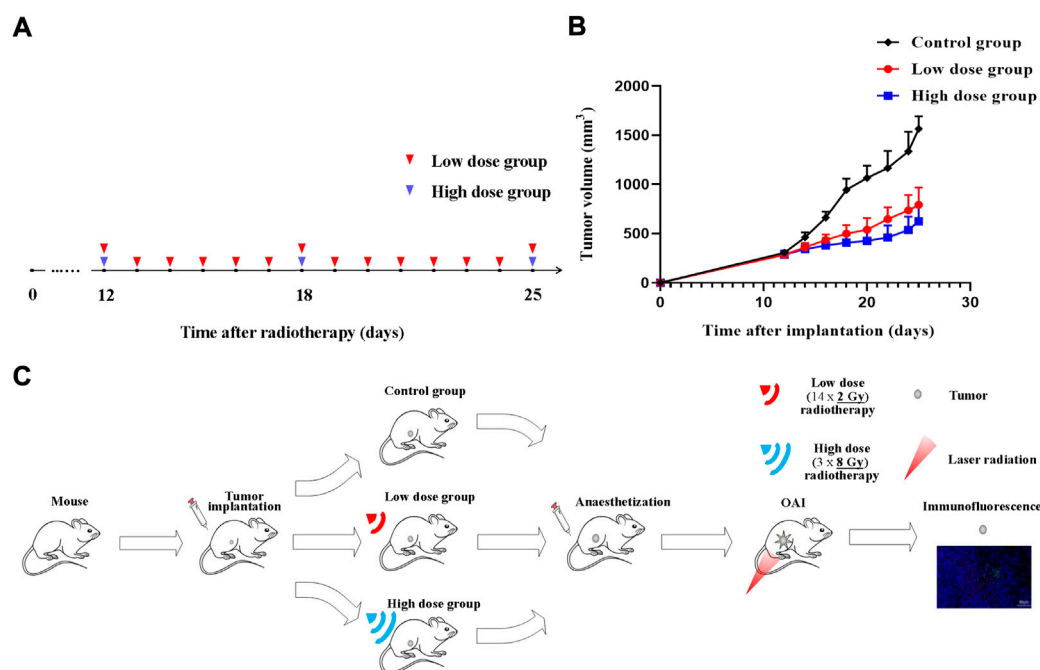 A
Low dose group
High dose group
0
12
18
25
Time after radiotherapy (days)
B
Control group
Low dose group
High dose group
2000
1500
1000
500
0
0
10
20
30
Tumor volume (mm³)
Time after implantation (days)
C
Control group
Low dose
(14 x 2 Gy)
radiotherapy
Tumor
High dose
(3 x 8 Gy)
radiotherapy
Laser radiation
Mouse
Tumor
implantation
Low dose group
Anaesthetization
OAI
Immunofluorescence
High dose group